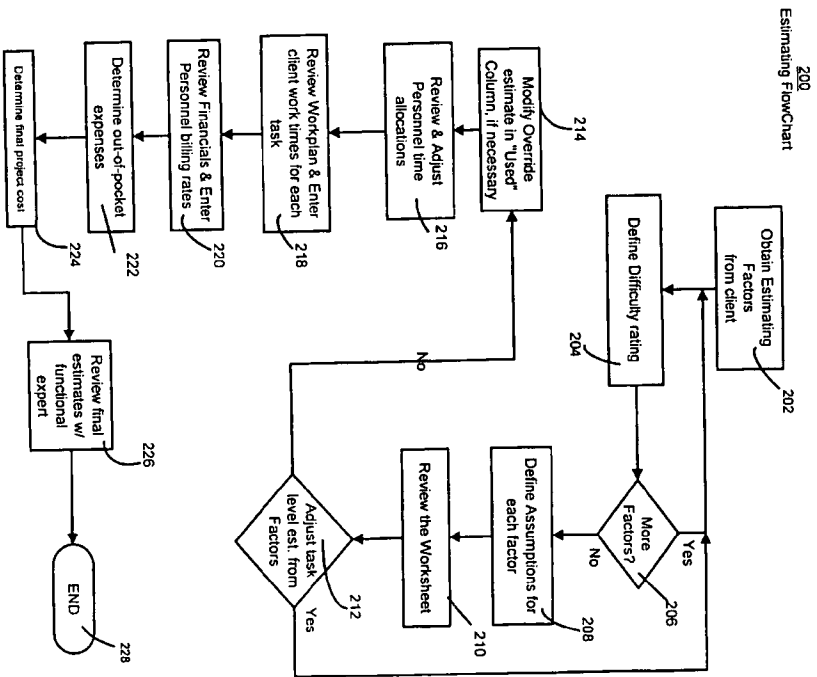 200
Estimating FlowChart
Obtain Estimating
Factors
from client
202
Define Difficulty rating
204
More
Factors?
206
Yes
No
Define Assumptions for
each factor
208
Review the Worksheet
210
Adjust task
level est. from
Factors
212
Yes
No
Modify Override
estimate in "Used"
Column, if necessary
214
Review & Adjust
Personnel time
allocations
216
Review Workplan & Enter
client work times for each
task
218
Review Financials & Enter
Personnel billing rates
220
Determine out-of-pocket
expenses
222
Determine final project cost
224
Review final
estimates w/
functional
expert
226
END
228